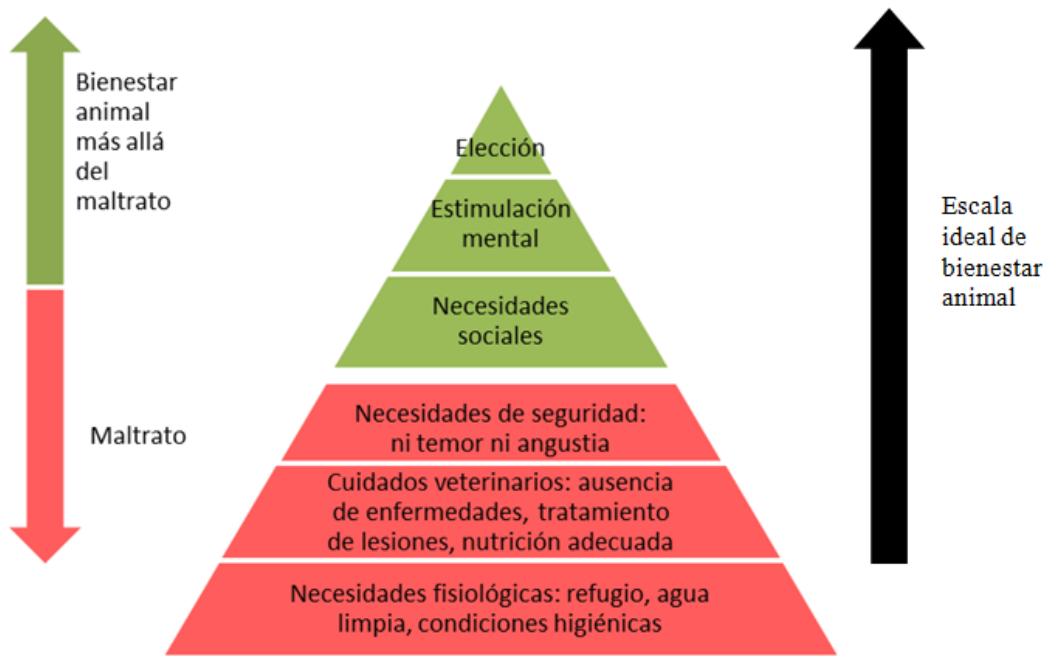 Bienestar
animal
más allá
del
maltrato
Maltrato
Elección
Estimulación
mental
Necesidades
sociales
Necesidades de seguridad:
ni temor ni angustia
Cuidados veterinarios: ausencia
de enfermedades, tratamiento
de lesiones, nutrición adecuada
Necesidades fisiológicas: refugio, agua
limpia, condiciones higiénicas
Escala
ideal de
bienestar
animal